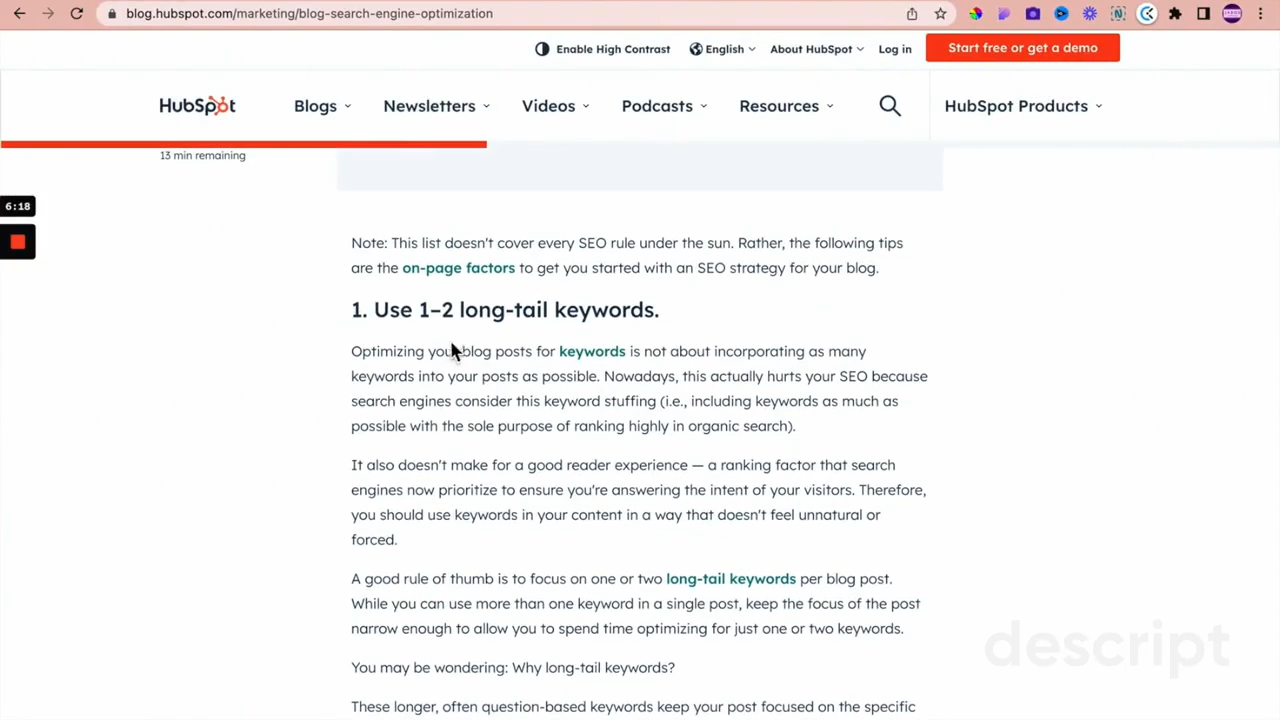 blog.hubspot.com/marketing/blog-search-engine-optimization
Enable High Contrast English About HubSpot Log in Start free or get a demo
HubSpot Blogs Newsletters Videos Podcasts Resources HubSpot Products
13 min remaining
6:18
Note: This list doesn't cover every SEO rule under the sun. Rather, the following tips
are the on-page factors to get you started with an SEO strategy for your blog.
1. Use 1–2 long-tail keywords.
Optimizing your blog posts for keywords is not about incorporating as many
keywords into your posts as possible. Nowadays, this actually hurts your SEO because
search engines consider this keyword stuffing (i.e., including keywords as much as
possible with the sole purpose of ranking highly in organic search).
It also doesn't make for a good reader experience — a ranking factor that search
engines now prioritize to ensure you're answering the intent of your visitors. Therefore,
you should use keywords in your content in a way that doesn't feel unnatural or
forced.
A good rule of thumb is to focus on one or two long-tail keywords per blog post.
While you can use more than one keyword in a single post, keep the focus of the post
narrow enough to allow you to spend time optimizing for just one or two keywords.
descript
You may be wondering: Why long-tail keywords?
These longer, often question-based keywords keep your post focused on the specific